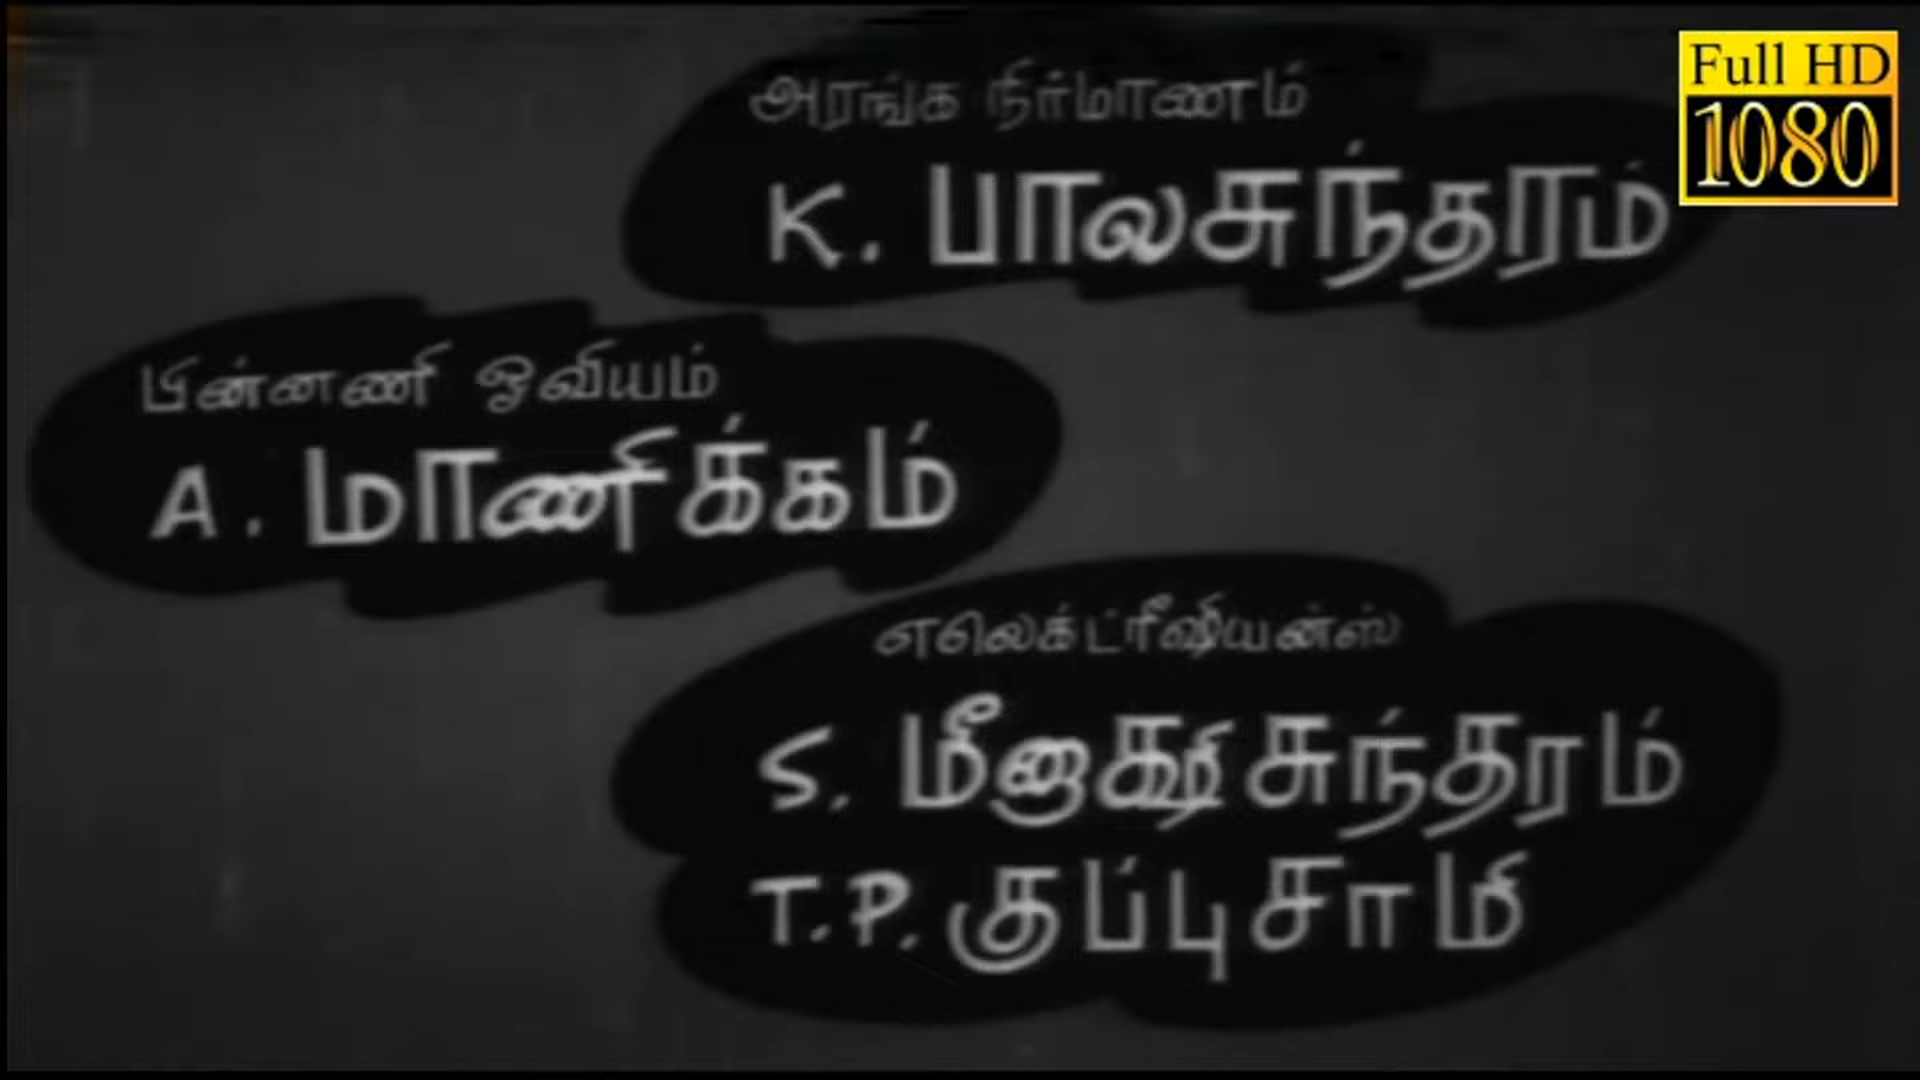 அரங்க நிர்மாணம்
K. பாலசுந்தரம்
Full HD
1080
பின்னணி ஓவியம்
A. மாணிக்கம்
எலெக்ட்ரீஷியன்ஸ்
S. மீனாக்ஷிசுந்தரம்
T.P. குப்புசாமி